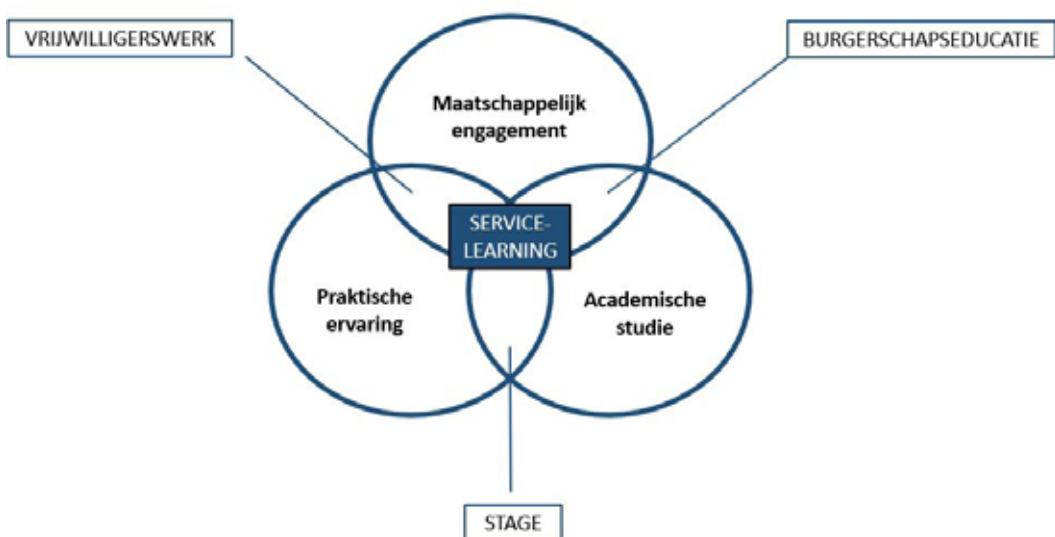 VRIJWILLIGERSWERK
BURGERSCHAPSEDUCATIE
Maatschappelijk
engagement
SERVICE-
LEARNING
Praktische
ervaring
Academische
studie
STAGE